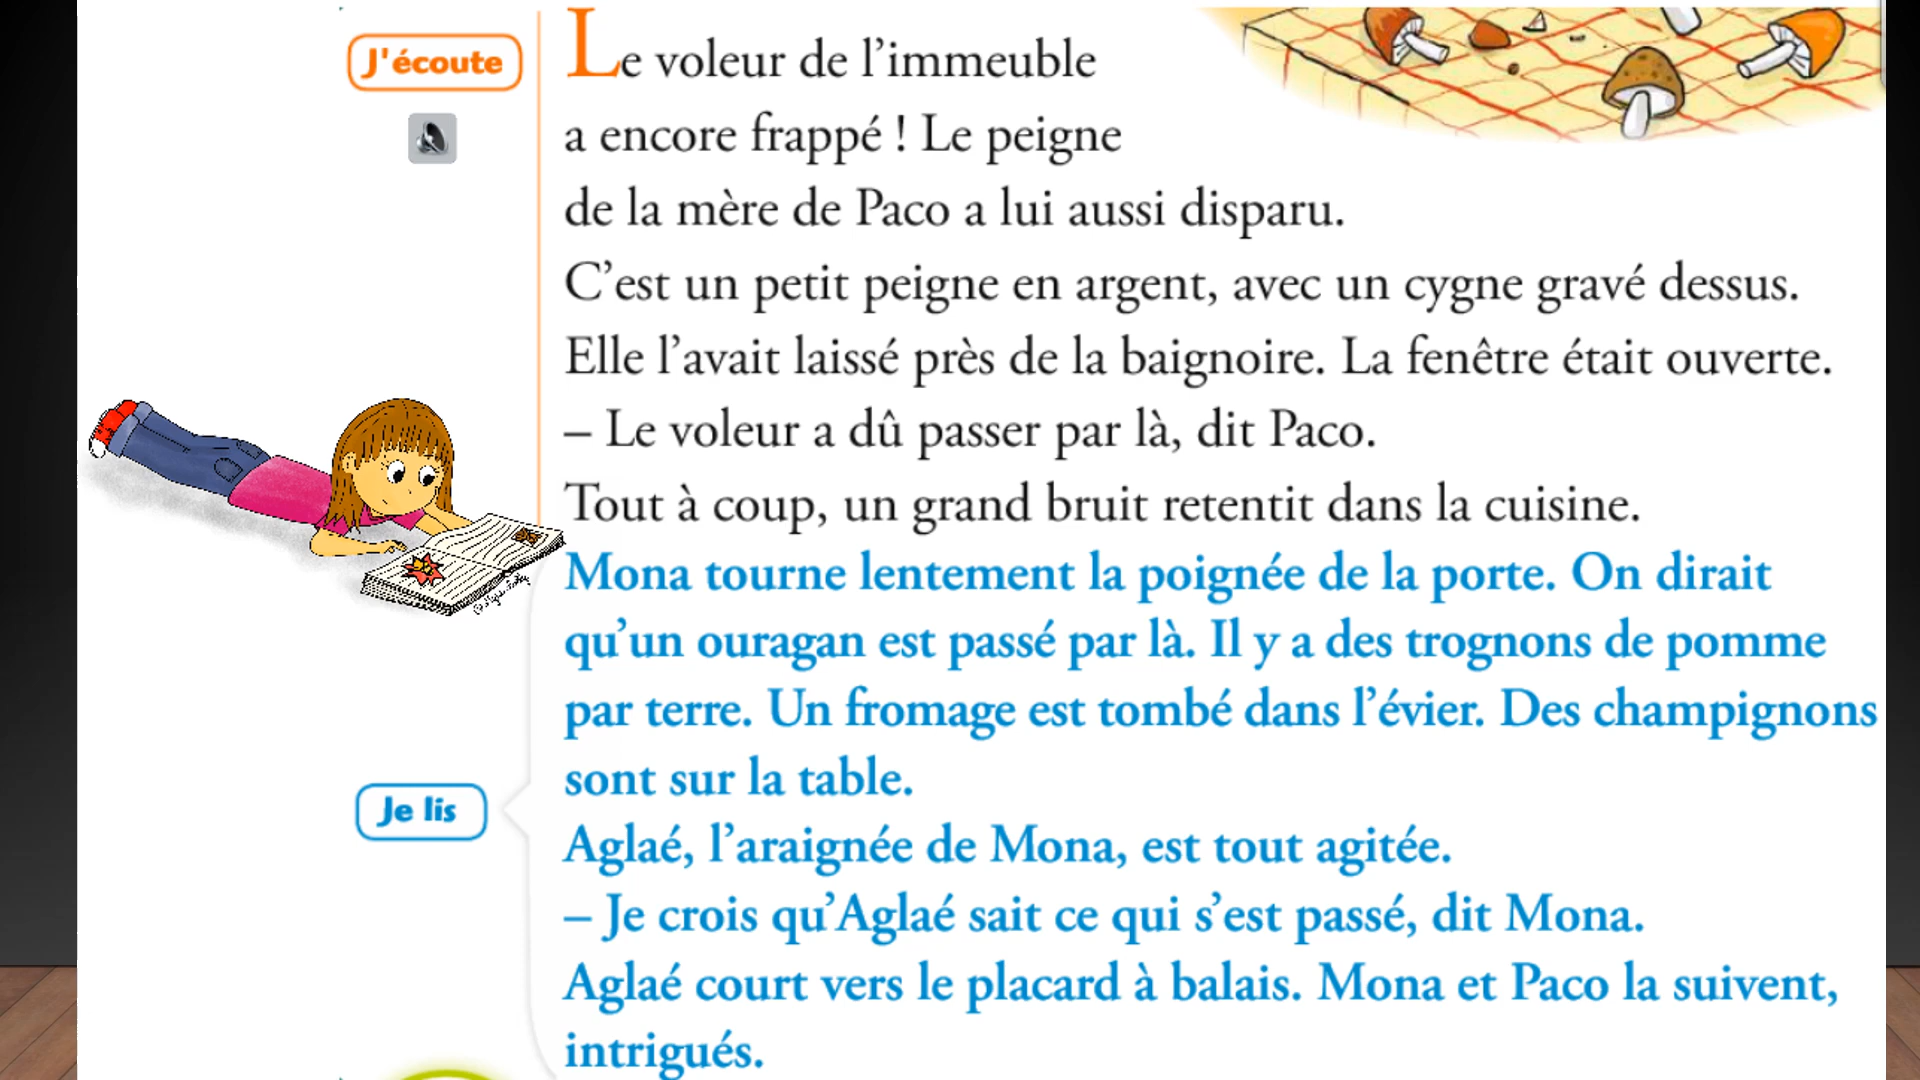 J'écoute
Le voleur de l'immeuble
a encore frappé ! Le peigne
de la mère de Paco a lui aussi disparu.
C'est un petit peigne en argent, avec un cygne gravé dessus.
Elle l'avait laissé près de la baignoire. La fenêtre était ouverte.
– Le voleur a dû passer par là, dit Paco.
Tout à coup, un grand bruit retentit dans la cuisine.
Mona tourne lentement la poignée de la porte. On dirait
qu'un ouragan est passé par là. Il y a des trognons de pomme
par terre. Un fromage est tombé dans l'évier. Des champignons
sont sur la table.
Je lis
Aglaé, l'araignée de Mona, est tout agitée.
– Je crois qu'Aglaé sait ce qui s'est passé, dit Mona.
Aglaé court vers le placard à balais. Mona et Paco la suivent,
intrigués.